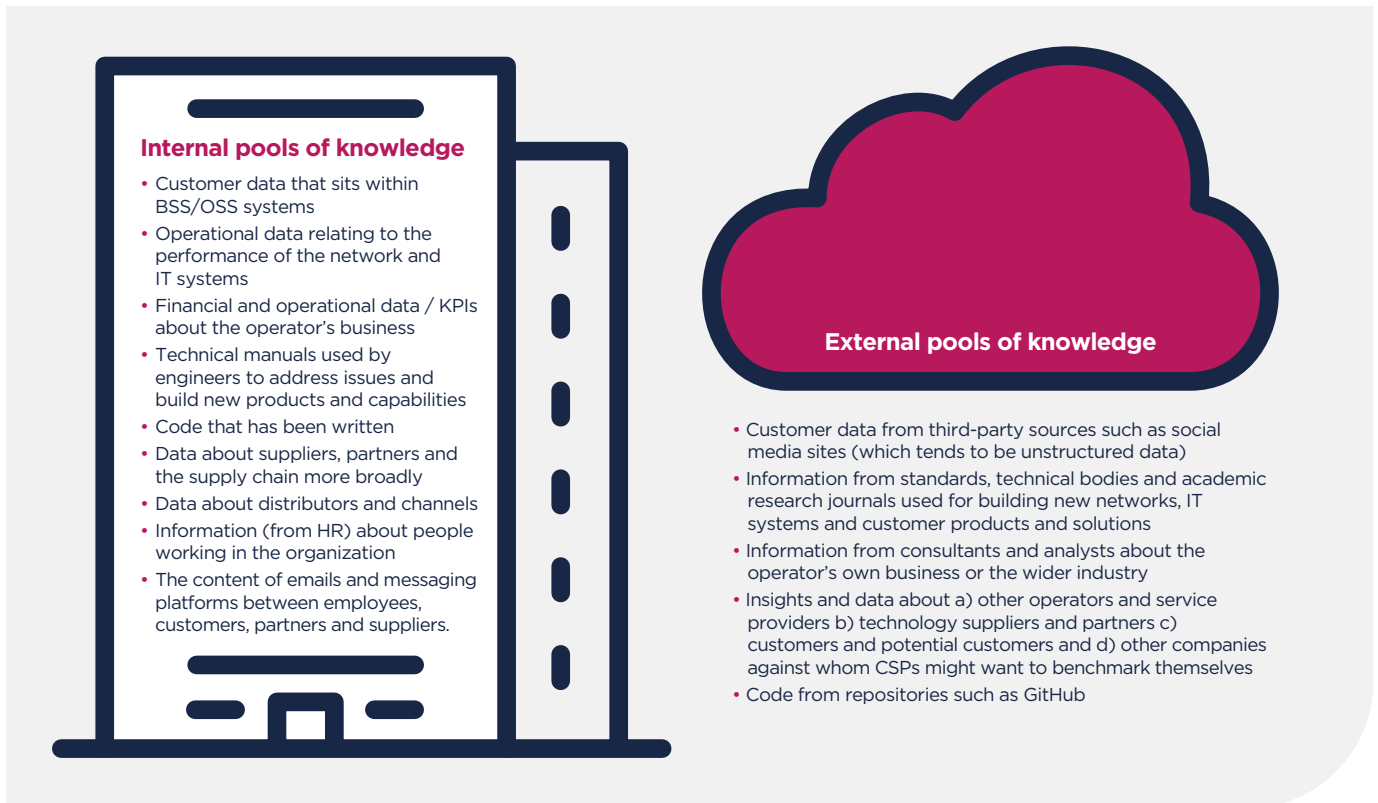 Internal pools of knowledge
• Customer data that sits within
BSS/OSS systems
• Operational data relating to the
performance of the network and
IT systems
• Financial and operational data / KPIs
about the operator’s business
• Technical manuals used by
engineers to address issues and
build new products and capabilities
• Code that has been written
• Data about suppliers, partners and
the supply chain more broadly
• Data about distributors and channels
• Information (from HR) about people
working in the organization
• The content of emails and messaging
platforms between employees,
customers, partners and suppliers.
External pools of knowledge
• Customer data from third-party sources such as social
media sites (which tends to be unstructured data)
• Information from standards, technical bodies and academic
research journals used for building new networks, IT
systems and customer products and solutions
• Information from consultants and analysts about the
operator’s own business or the wider industry
• Insights and data about a) other operators and service
providers b) technology suppliers and partners c)
customers and potential customers and d) other companies
against whom CSPs might want to benchmark themselves
• Code from repositories such as GitHub